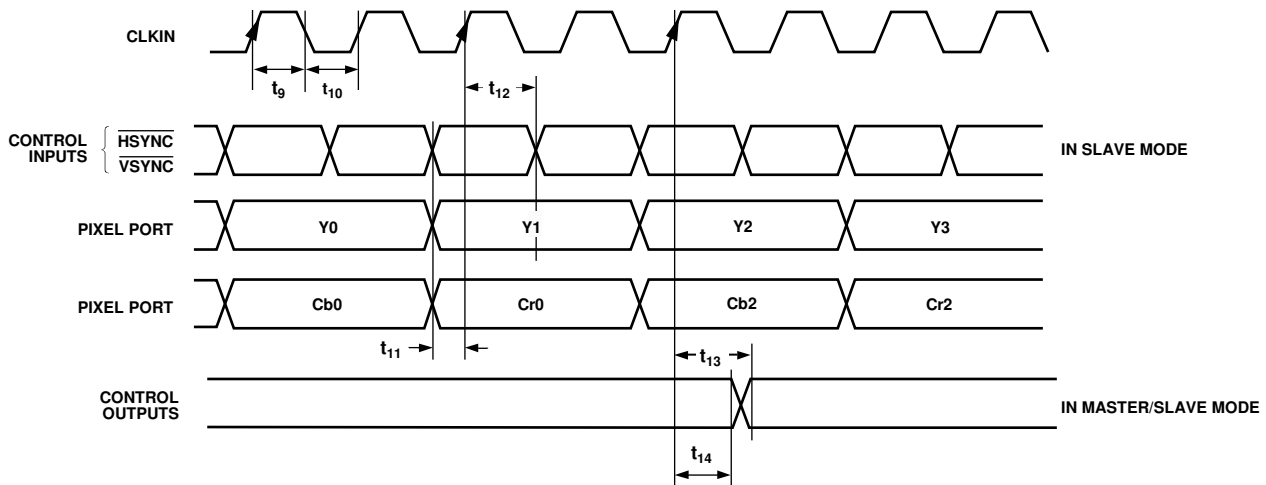 CLKIN
t9
t10
t12
CONTROL
INPUTS
HSYNC
VSYNC
IN SLAVE MODE
PIXEL PORT
Y0
Y1
Y2
Y3
PIXEL PORT
Cb0
Cr0
Cb2
Cr2
t11
t13
CONTROL
OUTPUTS
IN MASTER/SLAVE MODE
t14